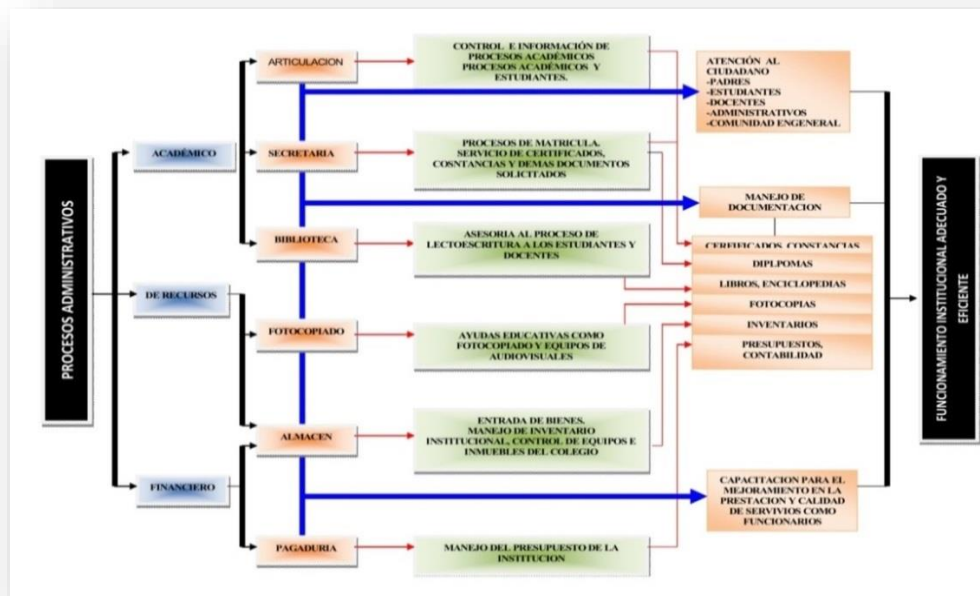 PROCESOS ADMINISTRATIVOS
ACADÉMICO
DE RECURSOS
FINANCIERO
ARTICULACION
SECRETARIA
BIBLIOTECA
FOTOCOPIADO
ALMACEN
PAGADURIA
CONTROL E INFORMACIÓN DE
PROCESOS ACADÉMICOS
PROCESOS ACADÉMICOS Y
ESTUDIANTES.
PROCESOS DE MATRICULA.
SERVICIO DE CERTIFICADOS,
COSNTANCIAS Y DEMAS DOCUMENTOS
SOLICITADOS
ASESORIA AL PROCESO DE
LECTOESCRITURA A LOS ESTUDIANTES Y
DOCENTES
AYUDAS EDUCATIVAS COMO
FOTOCOPIADO Y EQUIPOS DE
AUDIOVISUALES
ENTRADA DE BIENES.
MANEJO DE INVENTARIO
INSTITUCIONAL, CONTROL DE EQUIPOS E
INMUEBLES DEL COLEGIO
MANEJO DEL PRESUPUESTO DE LA
INSTITUCION
ATENCIÓN AL
CIUDADANO
-PADRES
-ESTUDIANTES
-DOCENTES
-ADMINISTRATIVOS
-COMUNIDAD ENGENERAL
MANEJO DE
DOCUMENTACION
CERFIFICADOS, CONSTANCIAS
DIPLPOMAS
LIBROS, ENCICLOPEDIAS
FOTOCOPIAS
INVENTARIOS
PRESUPUESTOS,
CONTABILIDAD
CAPACITACION PARA EL
MEJORAMIENTO EN LA
PRESTACION Y CALIDAD
DE SERVIVIOS COMO
FUNCIONARIOS
FUNCIONAMIENTO INSTITUCIONAL ADECUADO Y
EFICIENTE